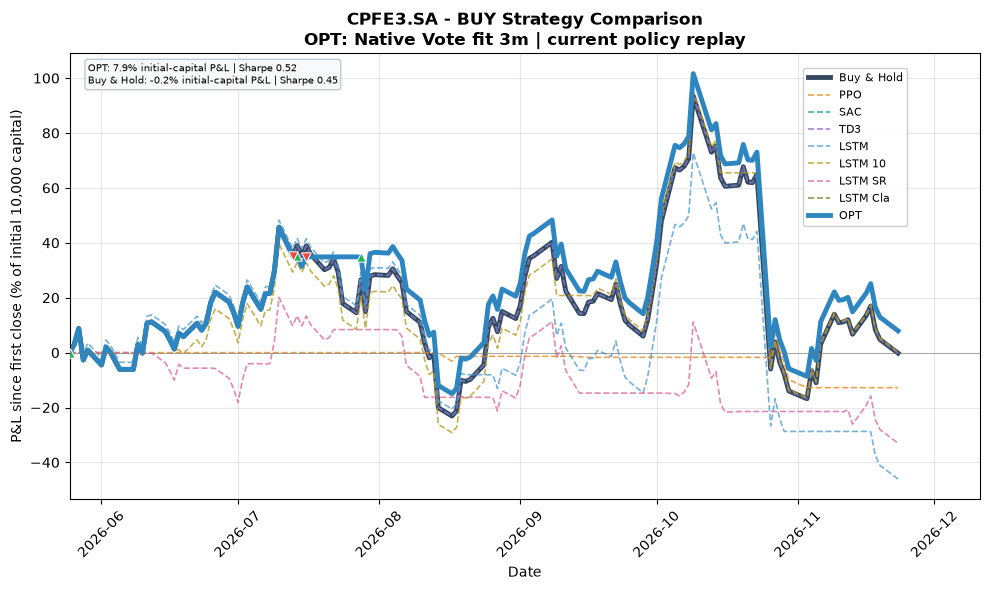 CPFE3.SA - BUY Strategy Comparison
OPT: Native Vote fit 3m | current policy replay
OPT: 7.9% initial-capital P&L | Sharpe 0.52
Buy & Hold: -0.2% initial-capital P&L | Sharpe 0.45
Buy & Hold
PPO
SAC
TD3
LSTM
LSTM 10
LSTM SR
LSTM Cla
OPT
P&L since first close (% of initial 10,000 capital)
100
80
60
40
20
0
−20
−40
2026-06
2026-07
2026-08
2026-09
2026-10
2026-11
2026-12
Date